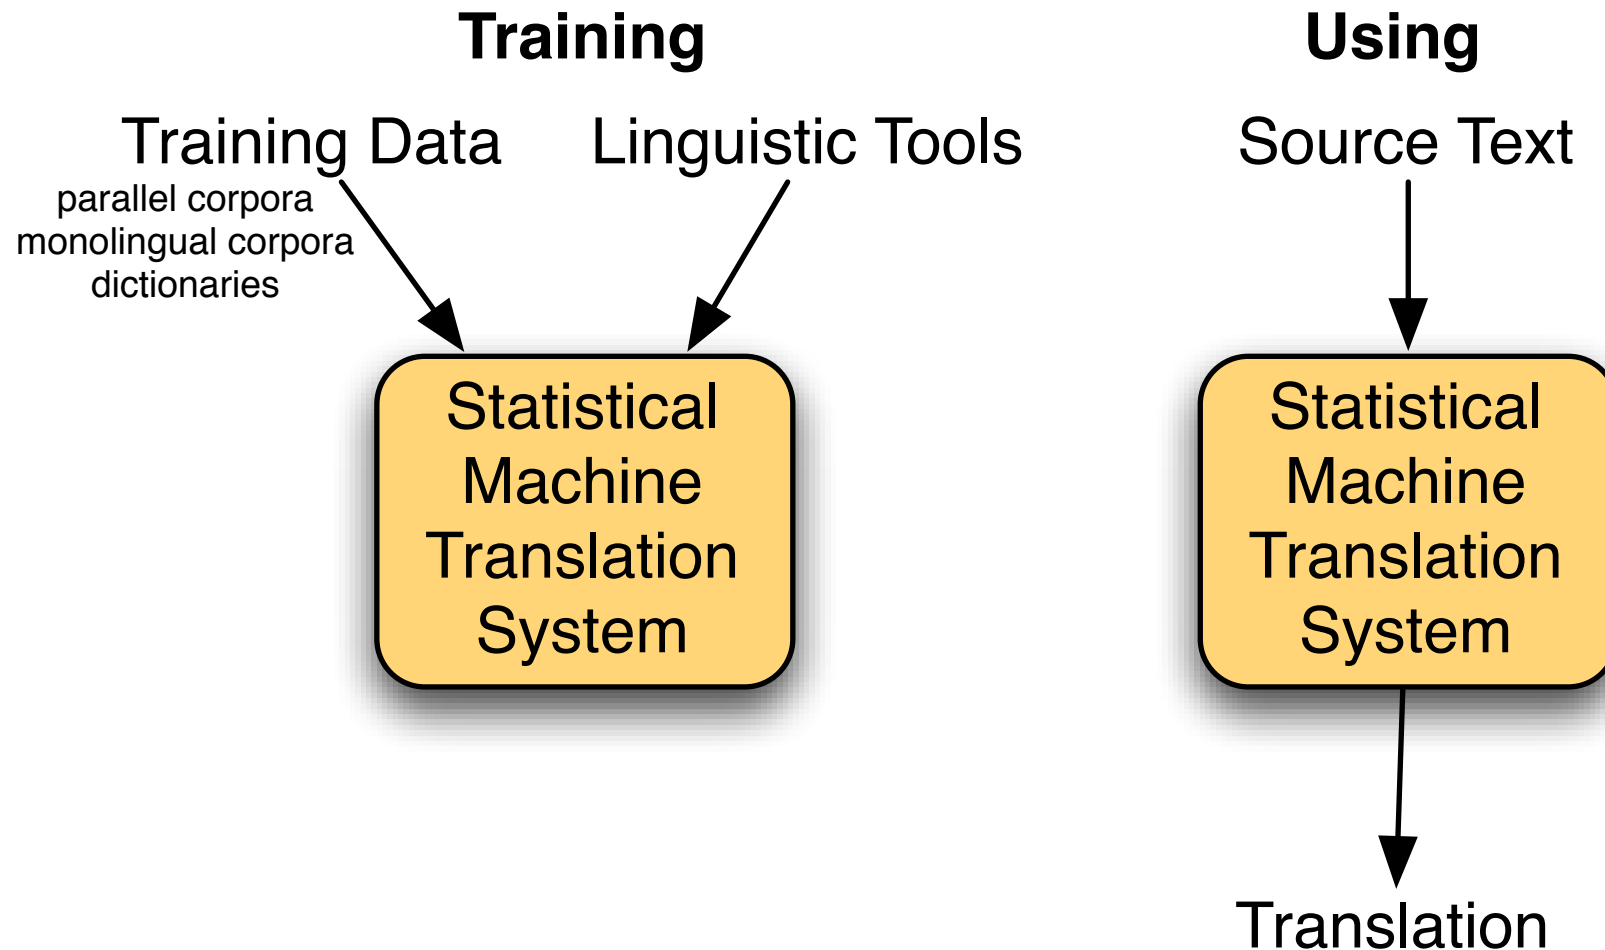 Training
Training Data
parallel corpora
monolingual corpora
dictionaries
Linguistic Tools
Statistical
Machine
Translation
System
Using
Source Text
Statistical
Machine
Translation
System
Translation